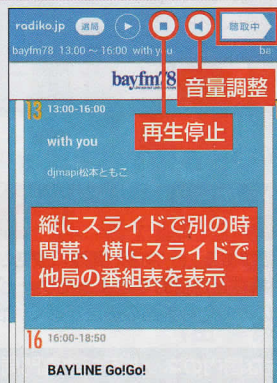 radiko.jp 選局 聴取中
bayfm78 13:00～16:00 with you ba
bayfm78
音量調整
13 13:00-16:00
再生停止
with you
djmapi松本ともこ
縦にスライドで別の時
間帯、横にスライドで
他局の番組表を表示
16 16:00-18:50
BAYLINE Go!Go!